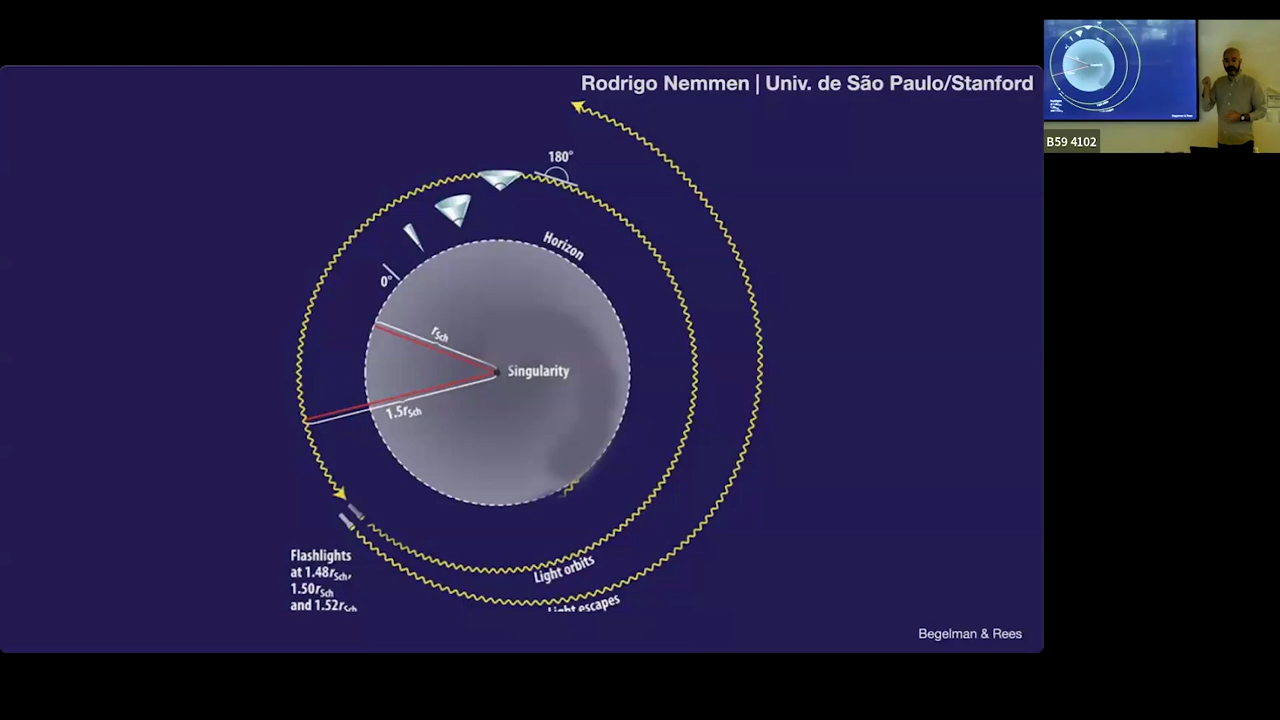 Rodrigo Nemmen | Univ. de São Paulo/Stanford
180°
Horizon
0°
rSch
Singularity
1.5rSch
Flashlights
at 1.48rSch,
1.50rSch
and 1.52rSch
Light orbits
Light escapes
Begelman & Rees
B59 4102